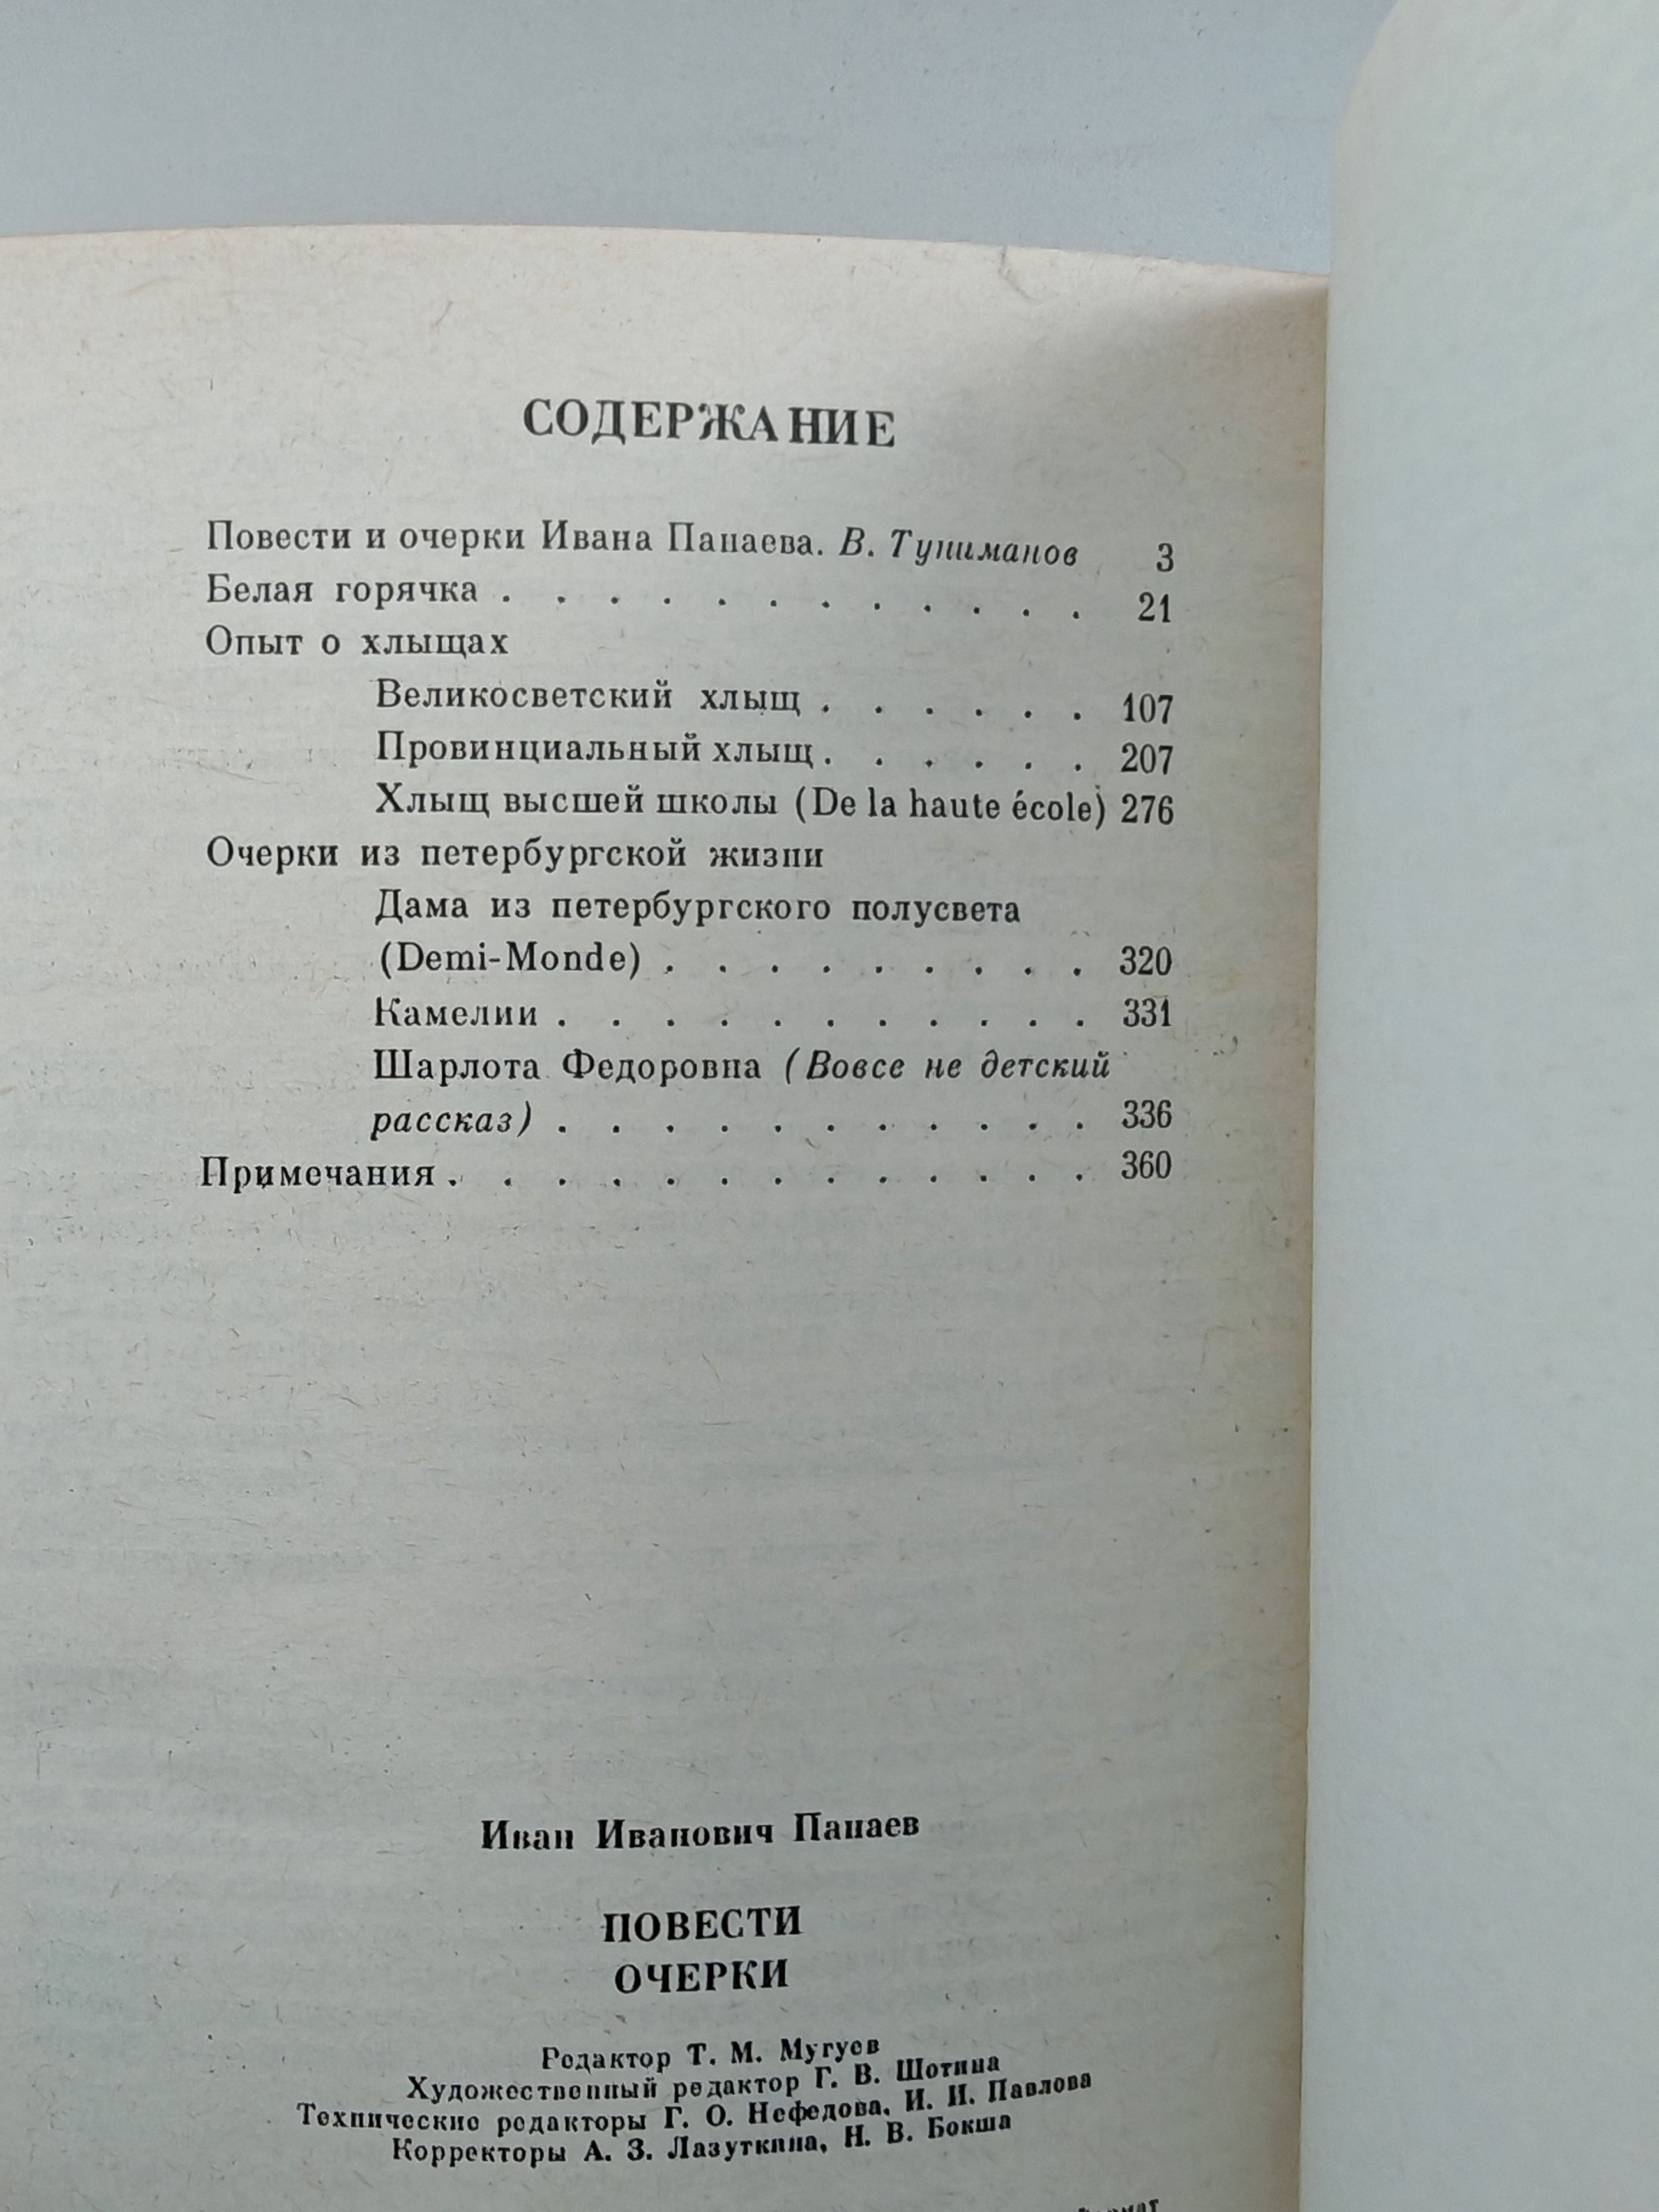 СОДЕРЖАНИЕ
Повести и очерки Ивана Панаева. В. Туниманов 3
Белая горячка . . . . . . . . . . . . 21
Опыт о хлыщах
Великосветский хлыщ . . . . . . 107
Провинциальный хлыщ . . . . . . 207
Хлыщ высшей школы (De la haute école) 276
Очерки из петербургской жизни
Дама из петербургского полусвета
(Demi-Monde) . . . . . . . . . 320
Камелии . . . . . . . . . . . 331
Шарлота Федоровна (Вовсе не детский
рассказ) . . . . . . . . . . . 336
Примечания . . . . . . . . . . . . . 360
Иван Иванович Панаев
ПОВЕСТИ
ОЧЕРКИ
Редактор Т. М. Мугуев
Художественный редактор Г. В. Шотина
Технические редакторы Г. О. Нефедова, И. И. Павлова
Корректоры А. З. Лазуткина, Н. В. Бокша